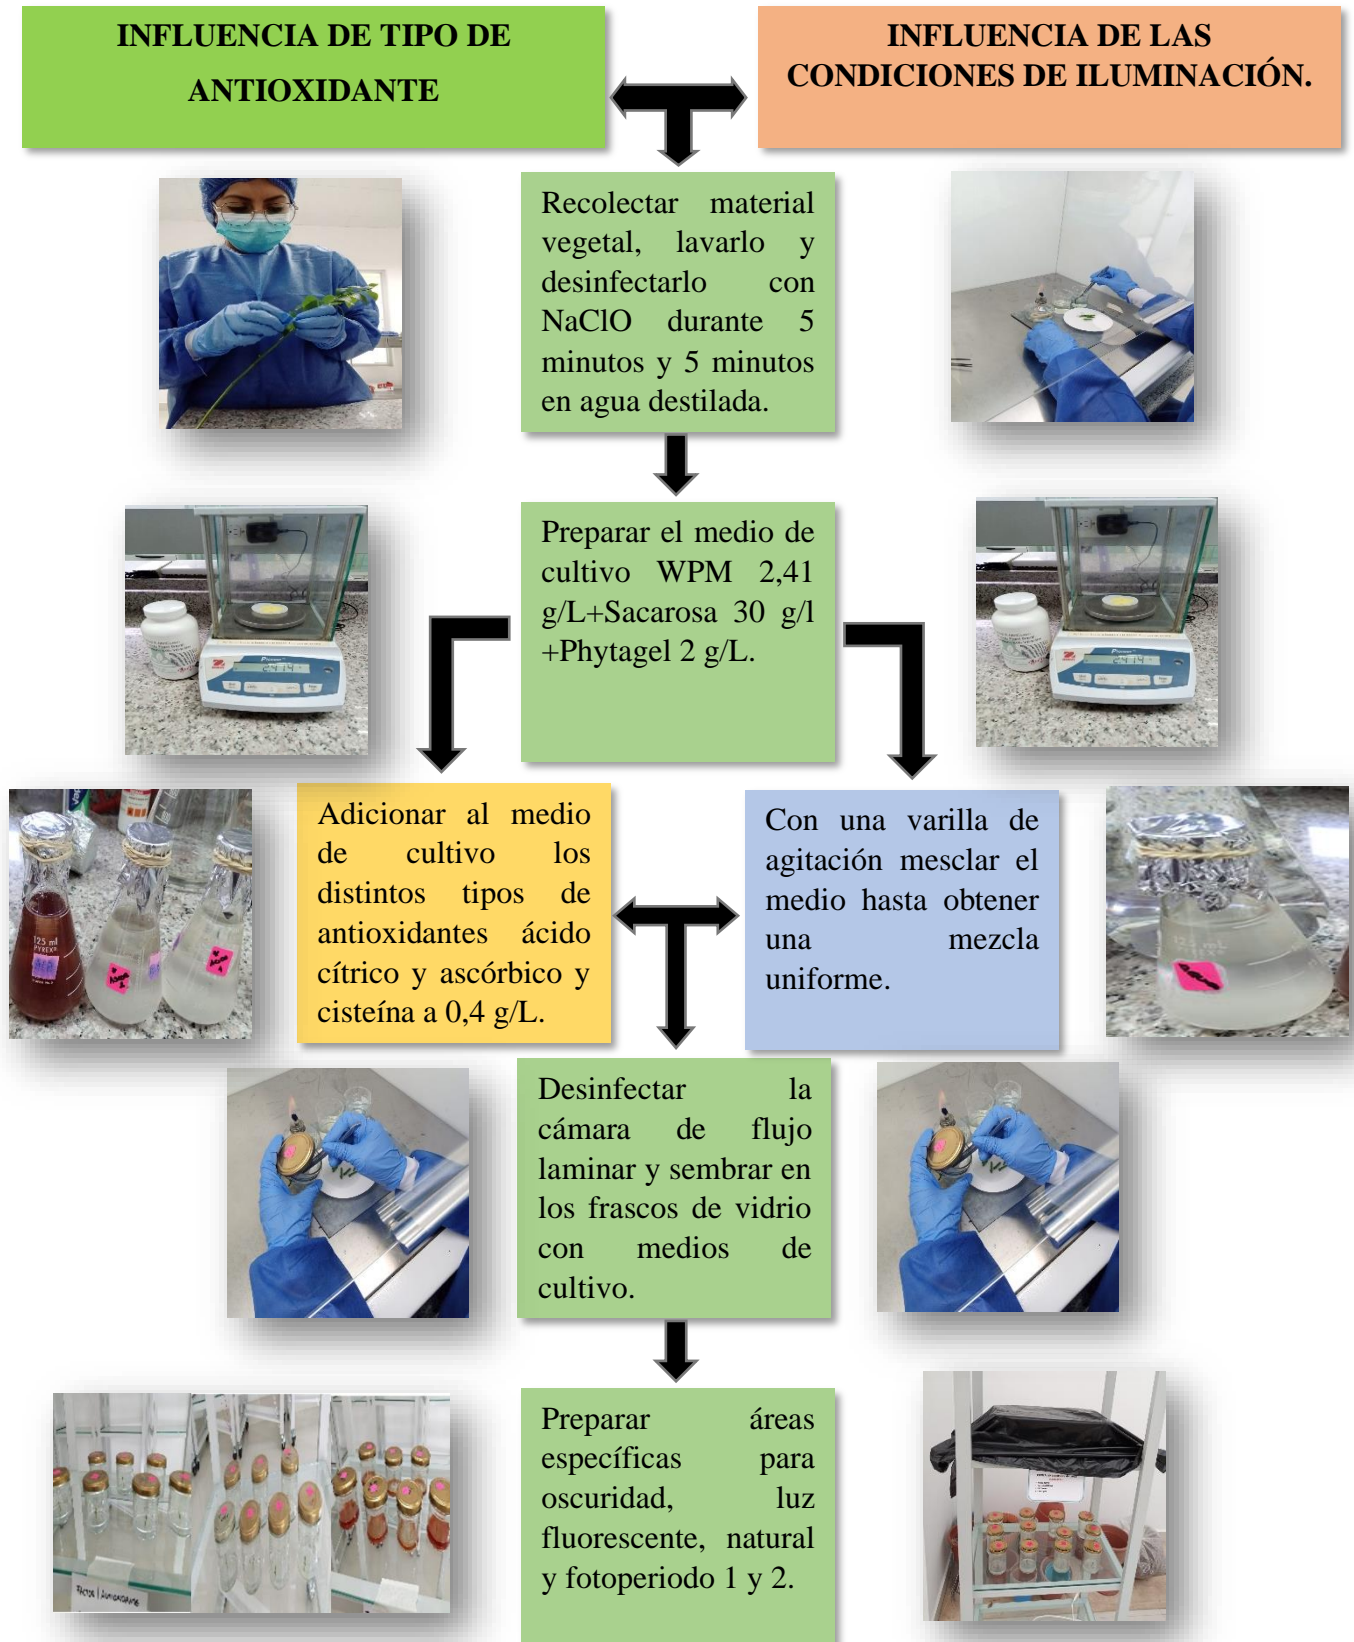 INFLUENCIA DE TIPO DE
ANTIOXIDANTE
INFLUENCIA DE LAS
CONDICIONES DE ILUMINACIÓN.
Recolectar material
vegetal, lavarlo y
desinfectarlo con
NaClO durante 5
minutos y 5 minutos
en agua destilada.
Preparar el medio de
cultivo WPM 2,41
g/L+Sacarosa 30 g/l
+Phytagel 2 g/L.
Adicionar al medio
de cultivo los
distintos tipos de
antioxidantes ácido
cítrico y ascórbico y
cisteína a 0,4 g/L.
Con una varilla de
agitación mesclar el
medio hasta obtener
una mezcla
uniforme.
125 ml
PYREX
Desinfectar la
cámara de flujo
laminar y sembrar en
los frascos de vidrio
con medios de
cultivo.
Preparar áreas
específicas para
oscuridad, luz
fluorescente, natural
y fotoperiodo 1 y 2.